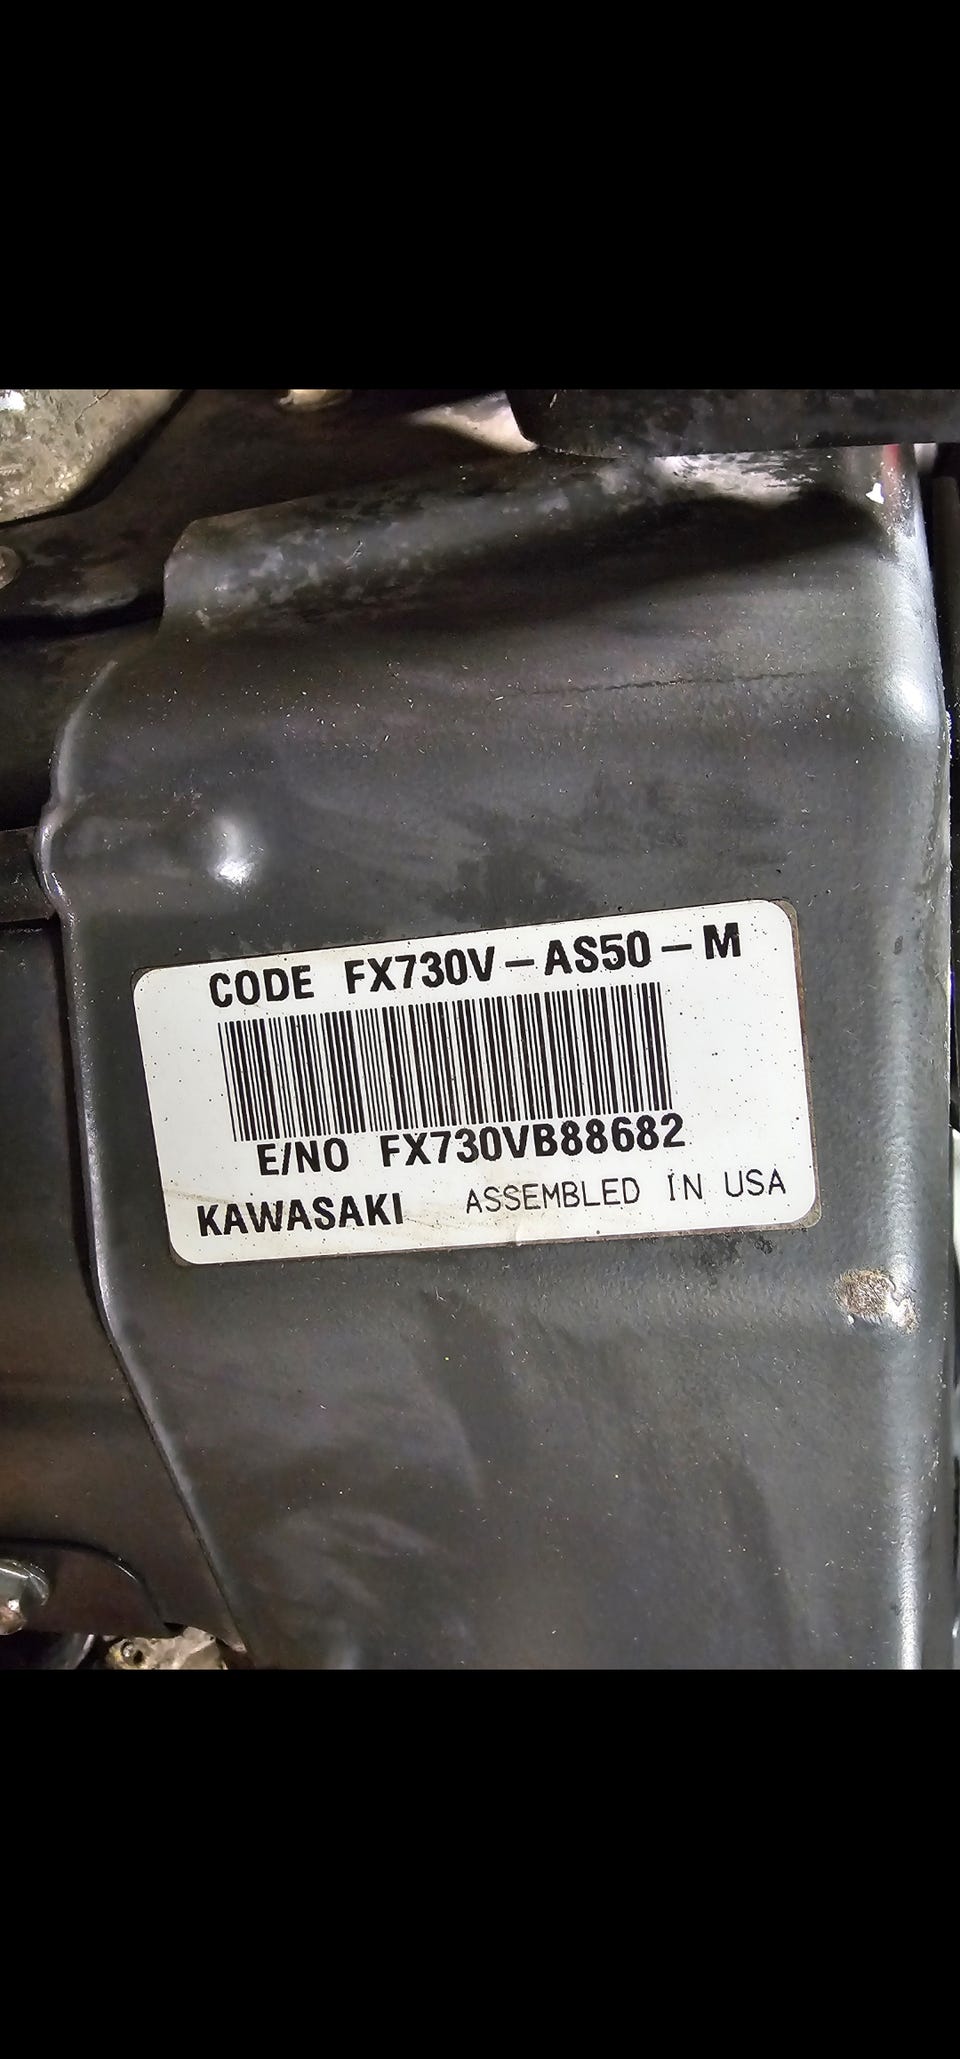 CODE FX730V-AS50-M
E/NO FX730VB88682
KAWASAKI ASSEMBLED IN USA